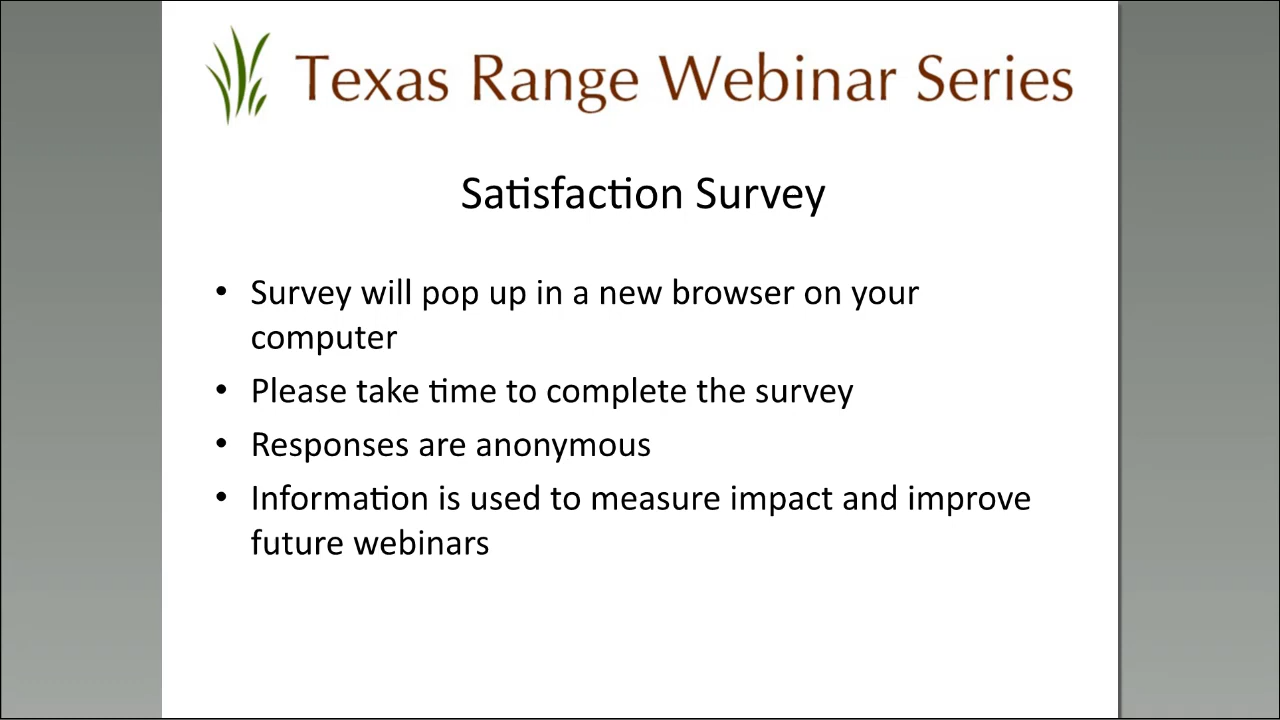 Texas Range Webinar Series
Satisfaction Survey
• Survey will pop up in a new browser on your
computer
• Please take time to complete the survey
• Responses are anonymous
• Information is used to measure impact and improve
future webinars